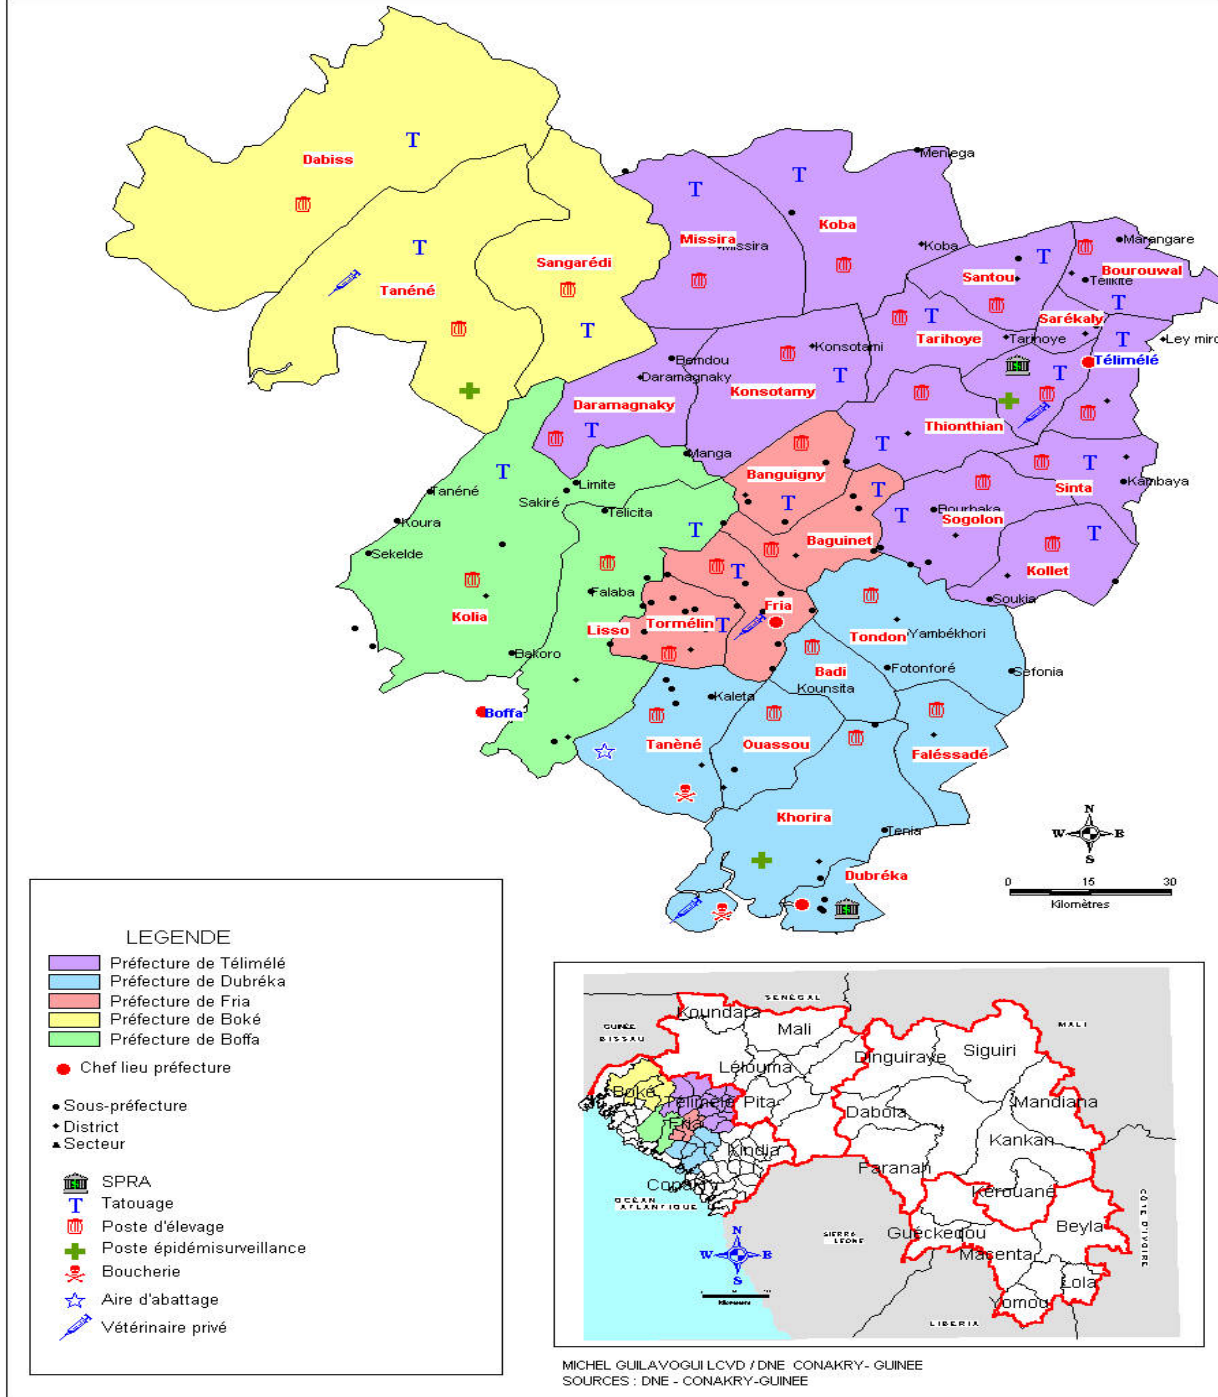 T
Dabiss
T
Tanéné
Sangarédi
T
T
Missira
Missira
T
Koba
Menlega
Koba
Santou
T
Marangare
Bourouwal
Télikite
T
Sarékaly
T
Tarihoye
Tarihoye
T
Ley miro
Télimélé
T
Bemdou
Daramagnaky
Daramagnaky
T
Konsotami
Konsotamy
T
Thionthian
T
Manga
Banguigny
T
T
Sinta
T
Kambaya
Sogolon
Bourbaka
T
Kollet
T
Soukia
T
Tanéné
Sakiré
Limite
Télicita
T
Koura
Sekelde
Baguinet
Falaba
Kolia
Lisso
Tormélin
T
T
Fria
Bakoro
Boffa
Tondon
Yambékhori
Badi
Kounsita
Fotonforé
Sefonia
Kaleta
Tanèné
Ouassou
Faléssadé
Khorira
Tenia
Dubréka
N
W E
S
0 15 30
Kilomètres
LEGENDE
Préfecture de Télimélé
Préfecture de Dubréka
Préfecture de Fria
Préfecture de Boké
Préfecture de Boffa
Chef lieu préfecture
Sous-préfecture
District
Secteur
SPRA
T Tatouage
Poste d'élevage
Poste épidémisurveillance
Boucherie
Aire d'abattage
Vétérinaire privé
SENEGAL
GUINEE
BISSAU
MALI
Koundara
Mali
Siguiri
Dinguiraye
Lélouma
Boké
Télimélé
Pita
Mandiana
Dabola
Fria
Kankan
Kindia
Faranah
Kérouané
OCEAN
ATLANTIQUE
SIERRA
LEONE
Guéckedou
Beyla
COTE D'IVOIRE
Macenta
Lola
Yomou
LIBERIA
N
W E
S
Kilomètres
MICHEL GUILAVOGUI LCVD / DNE CONAKRY- GUINEE
SOURCES : DNE - CONAKRY-GUINEE